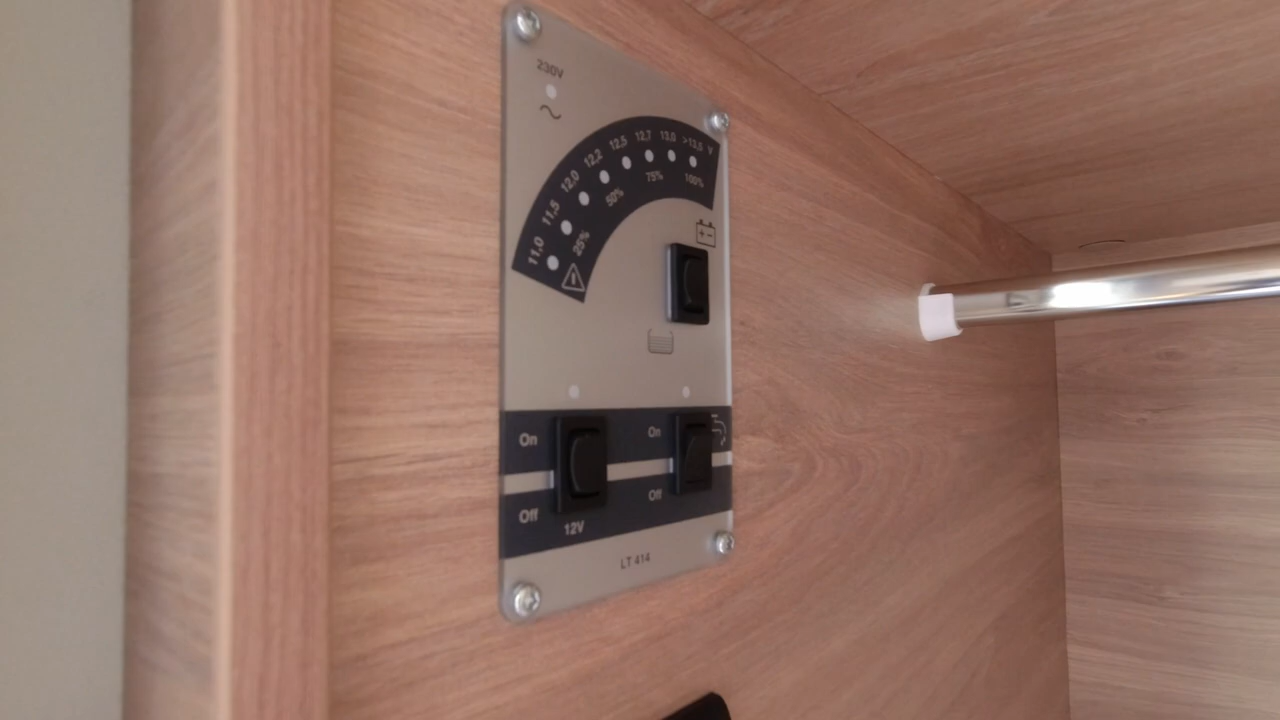 230V
11,0 11,5 12,0 12,2 12,5 12,7 13,0 >13,5 V
25% 50% 75% 100%
On On
Off Off
12V
LT 414